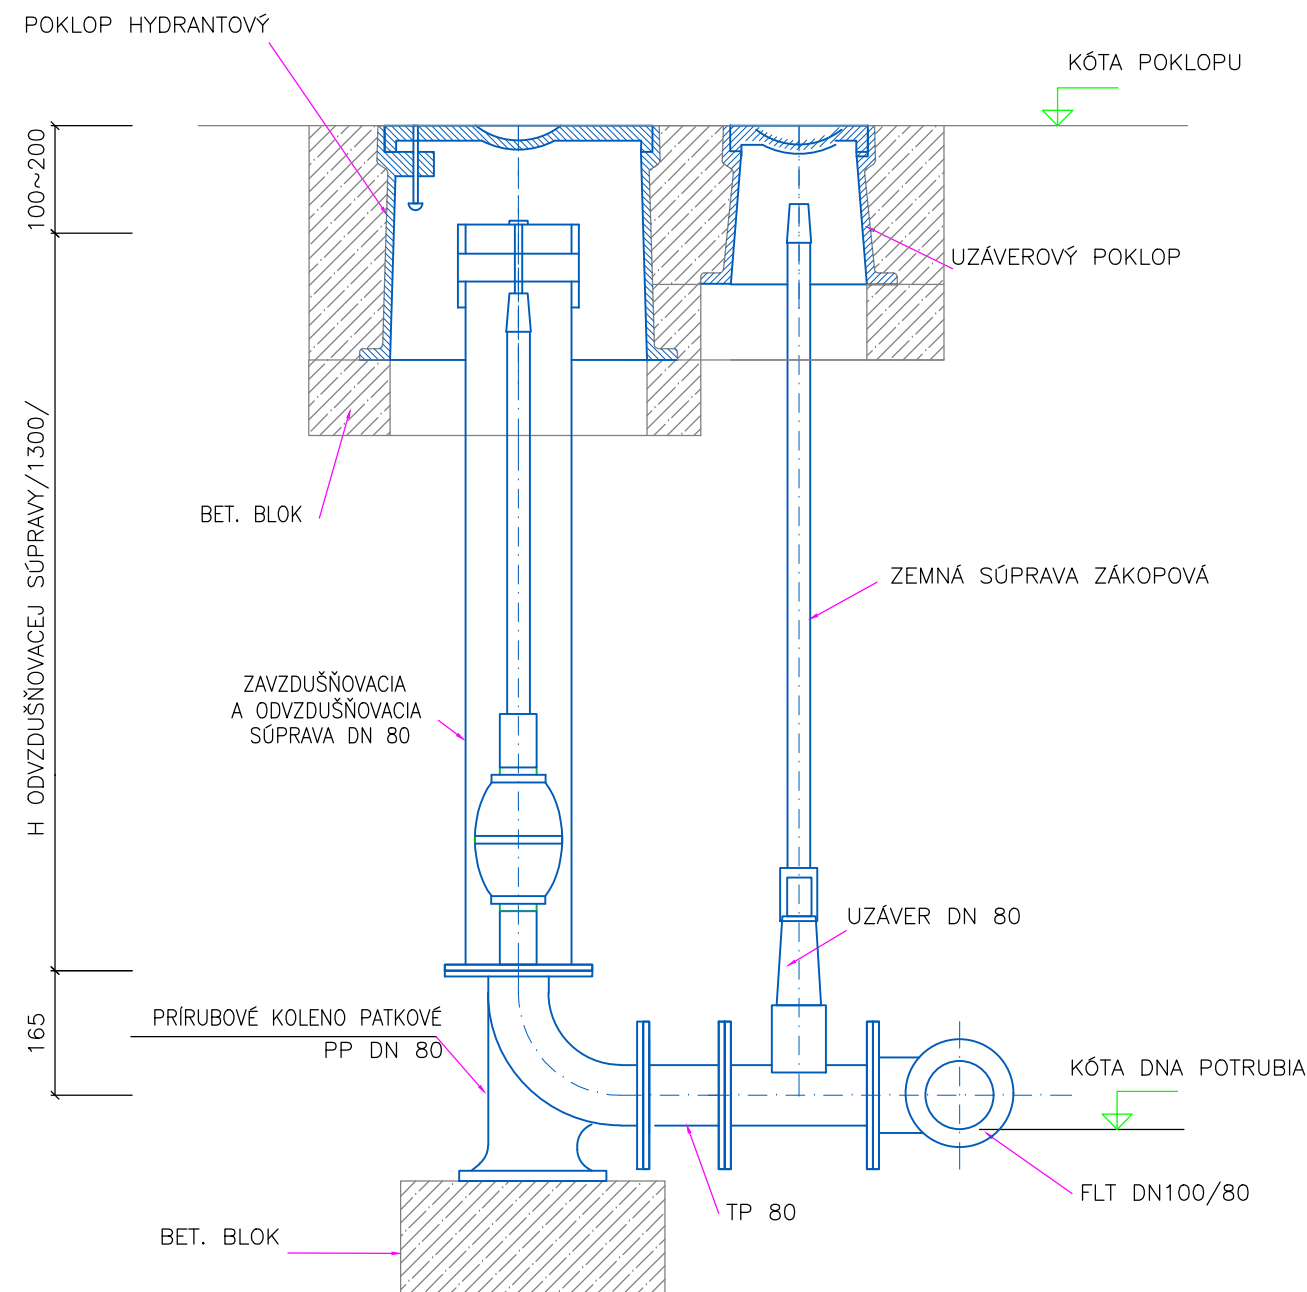 POKLOP HYDRANTOVÝ
KÓTA POKLOPU
100~200
UZÁVEROVÝ POKLOP
H ODVZDUŠŇOVACEJ SÚPRAVY/1300/
BET. BLOK
ZEMNÁ SÚPRAVA ZÁKOPOVÁ
ZAVZDUŠŇOVACIA
A ODVZDUŠŇOVACIA
SÚPRAVA DN 80
UZÁVER DN 80
165
PRÍRUBOVÉ KOLENO PATKOVÉ
PP DN 80
KÓTA DNA POTRUBIA
FLT DN100/80
TP 80
BET. BLOK